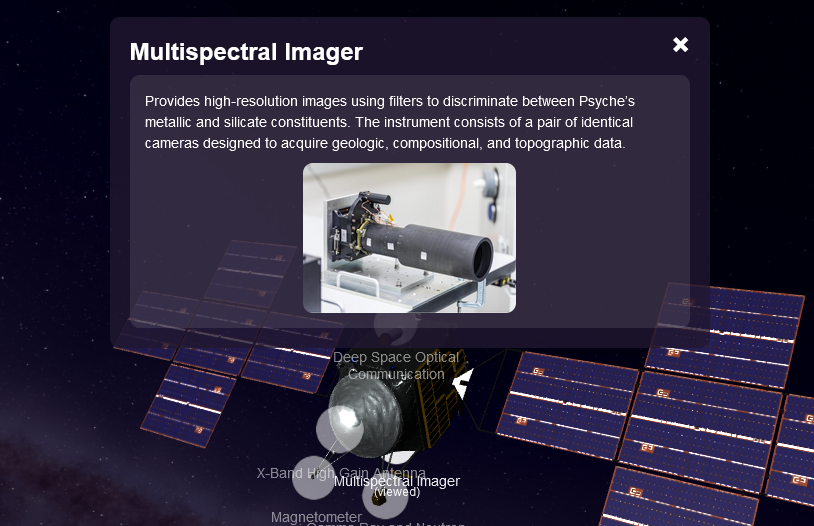 Multispectral Imager
Provides high-resolution images using filters to discriminate between Psyche's
metallic and silicate constituents. The instrument consists of a pair of identical
cameras designed to acquire geologic, compositional, and topographic data.
Deep Space Optical
Communication
X-Band High Gain Antenna
Multispectral Imager
(viewed)
Magnetometer
Gamma Ray and Neutron